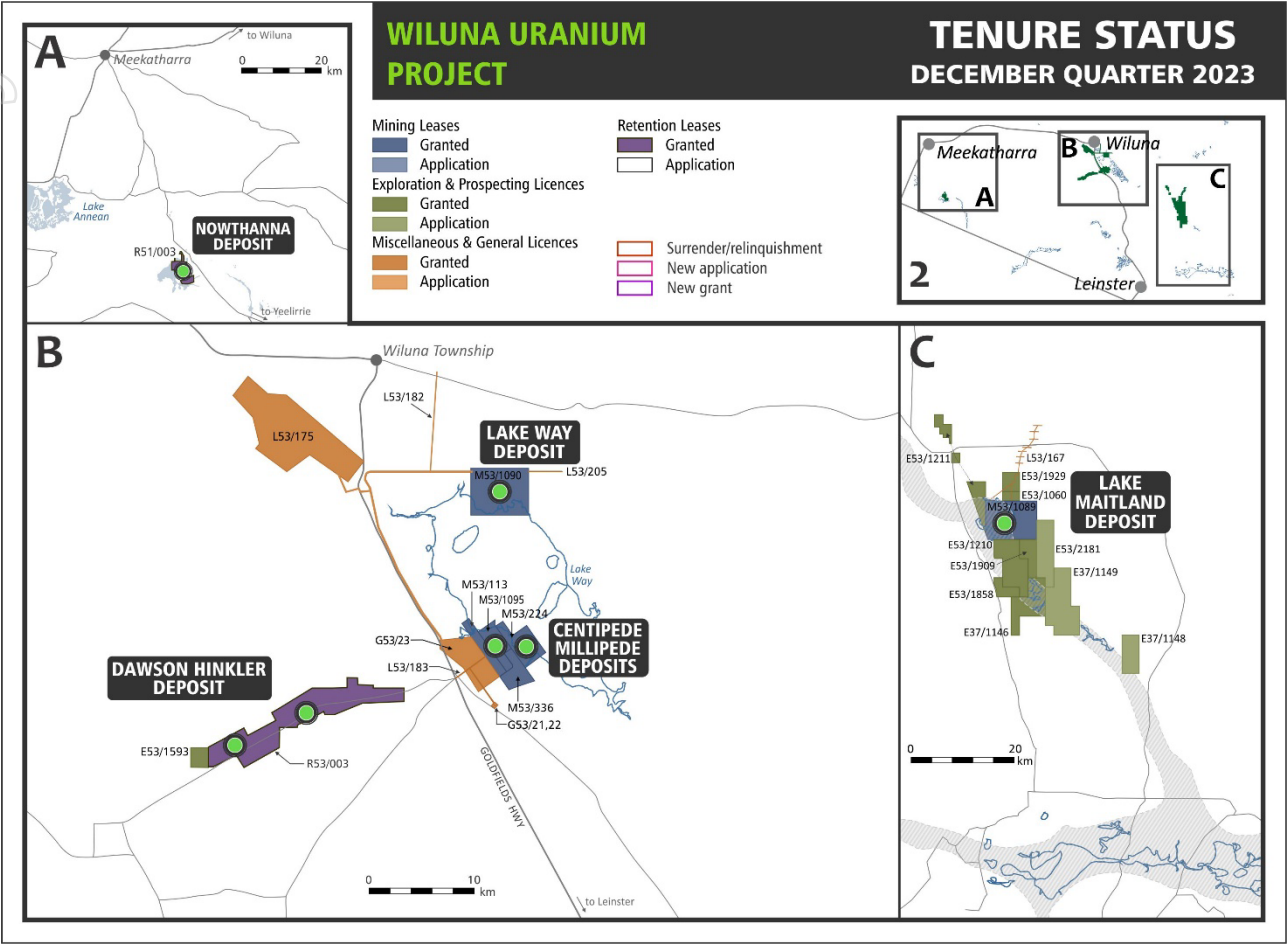 WILUNA URANIUM
PROJECT
TENURE STATUS
DECEMBER QUARTER 2023
A
to Wiluna
Meekatharra
0 20
km
Lake
Annean
NOWTHANNA
DEPOSIT
R51/003
to Yeelirrie
Mining Leases
Granted
Application
Exploration & Prospecting Licences
Granted
Application
Miscellaneous & General Licences
Granted
Application
Retention Leases
Granted
Application
Surrender/relinquishment
New application
New grant
Meekatharra
A
B
Wiluna
C
2
Leinster
B
Wiluna Township
L53/182
L53/175
LAKE WAY
DEPOSIT
M53/1090
L53/205
Lake
Way
M53/113
M53/1095
M53/224
G53/23
CENTIPEDE
MILLIPEDE
DEPOSITS
L53/183
M53/336
G53/21,22
DAWSON HINKLER
DEPOSIT
E53/1593
R53/003
GOLDFIELDS HWY
0 10
km
to Leinster
C
E53/1211
L53/167
E53/1929
E53/1060
M53/1089
LAKE
MAITLAND
DEPOSIT
E53/1210
E53/2181
E53/1909
E37/1149
E53/1858
E37/1146
E37/1148
0 20
km